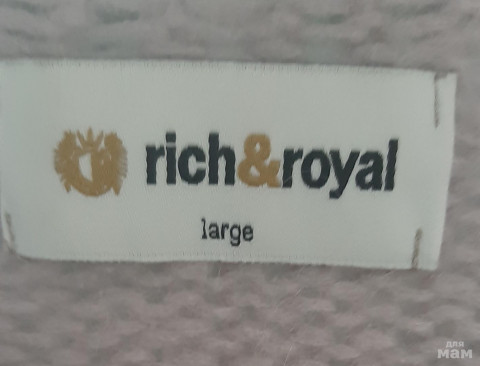 rich&royal
large
для
мам